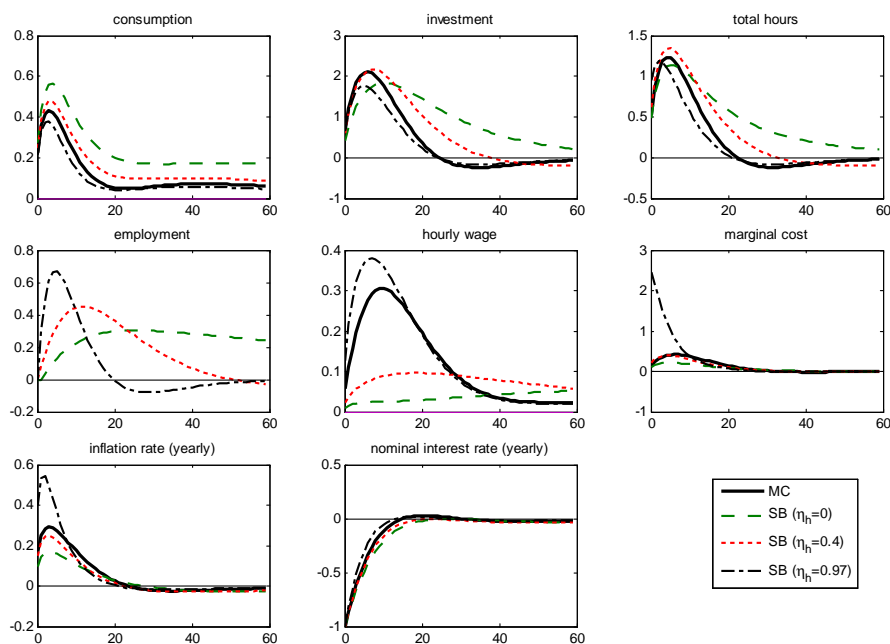 consumption
0.8
0.6
0.4
0.2
0
0 20 40 60
investment
3
2
1
0
-1
0 20 40 60
total hours
1.5
1
0.5
0
-0.5
0 20 40 60
employment
0.8
0.6
0.4
0.2
0
-0.2
0 20 40 60
hourly wage
0.4
0.3
0.2
0.1
0
0 20 40 60
marginal cost
3
2
1
0
-1
0 20 40 60
inflation rate (yearly)
0.6
0.4
0.2
0
-0.2
0 20 40 60
nominal interest rate (yearly)
0.5
0
-0.5
-1
0 20 40 60
MC
SB (ηh=0)
SB (ηh=0.4)
SB (ηh=0.97)